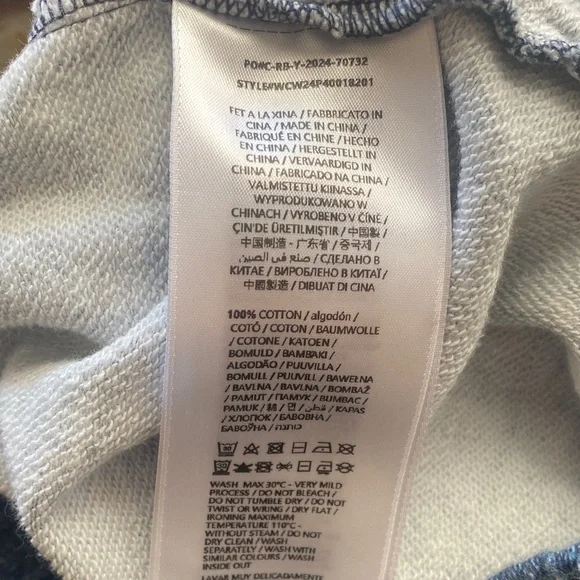 PO#C-RB-Y-2024-70732
STYLE#WCW24P40018201
FET A LA XINA / FABBRICATO IN
CINA / MADE IN CHINA /
FABRIQUÉ EN CHINE / HECHO
EN CHINA / HERGESTELLT IN
CHINA / VERVAARDIGD IN
CHINA / FABRICADO NA CHINA /
VALMISTETTU KIINASSA /
WYPRODUKOWANO W
CHINACH / VYROBENO V ČÍNĚ /
ÇIN'DE ÜRETILMIŞTIR / 中国製 /
中国制造 - 广东省 / 중국제 /
صنع في الصين / СДЕЛАНО В
КИТАЕ / ВИРОБЛЕНО В КИТАЇ /
中國製造 / DIBUAT DI CINA
100% COTTON / algodón /
COTÓ / COTON / BAUMWOLLE
/ COTONE / KATOEN /
BOMULD / BAMBAKI /
ALGODÃO / PUUVILLA /
BOMULL / PUUVILL / BAWEŁNA
/ BAVLNA / BAVLNA / BOMBAŽ
/ PAMUT / ПАМУК / BUMBAC /
PAMUK / 綿 / 면 / قطن / KAPAS
/ ХЛОПОК / БАВОВНА /
БАВОЎНА / כותנה
WASH MAX 30°C - VERY MILD
PROCESS / DO NOT BLEACH /
DO NOT TUMBLE DRY / DO NOT
TWIST OR WRING / DRY FLAT /
IRONING MAXIMUM
TEMPERATURE 110°C -
WITHOUT STEAM / DO NOT
DRY CLEAN / WASH
SEPARATELY / WASH WITH
SIMILAR COLOURS / WASH
INSIDE OUT
LAVAR MUY DELICADAMENTE